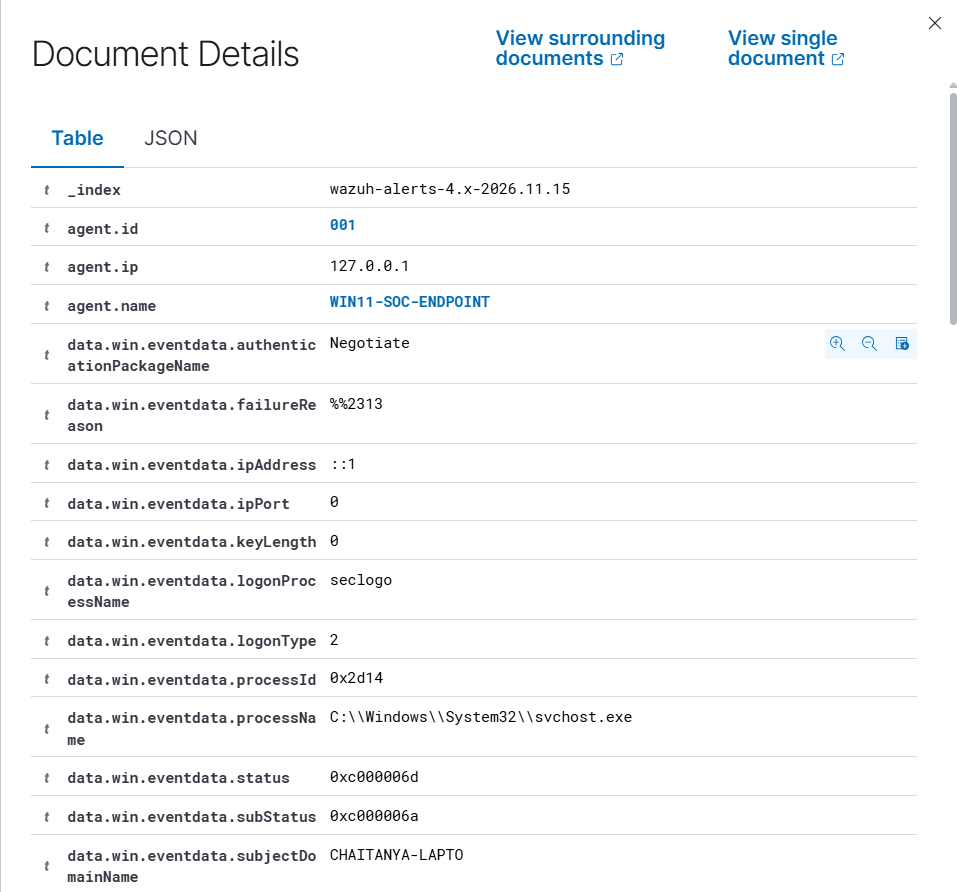 Document Details
View surrounding
documents
View single
document
Table
JSON
t _index wazuh-alerts-4.x-2026.11.15
t agent.id 001
t agent.ip 127.0.0.1
t agent.name WIN11-SOC-ENDPOINT
t data.win.eventdata.authentic
ationPackageName Negotiate
t data.win.eventdata.failureRe
ason %%2313
t data.win.eventdata.ipAddress ::1
t data.win.eventdata.ipPort 0
t data.win.eventdata.keyLength 0
t data.win.eventdata.logonProc
essName seclogo
t data.win.eventdata.logonType 2
t data.win.eventdata.processId 0x2d14
t data.win.eventdata.processNa
me C:\\Windows\\System32\\svchost.exe
t data.win.eventdata.status 0xc000006d
t data.win.eventdata.subStatus 0xc000006a
t data.win.eventdata.subjectDo
mainName CHAITANYA-LAPTO